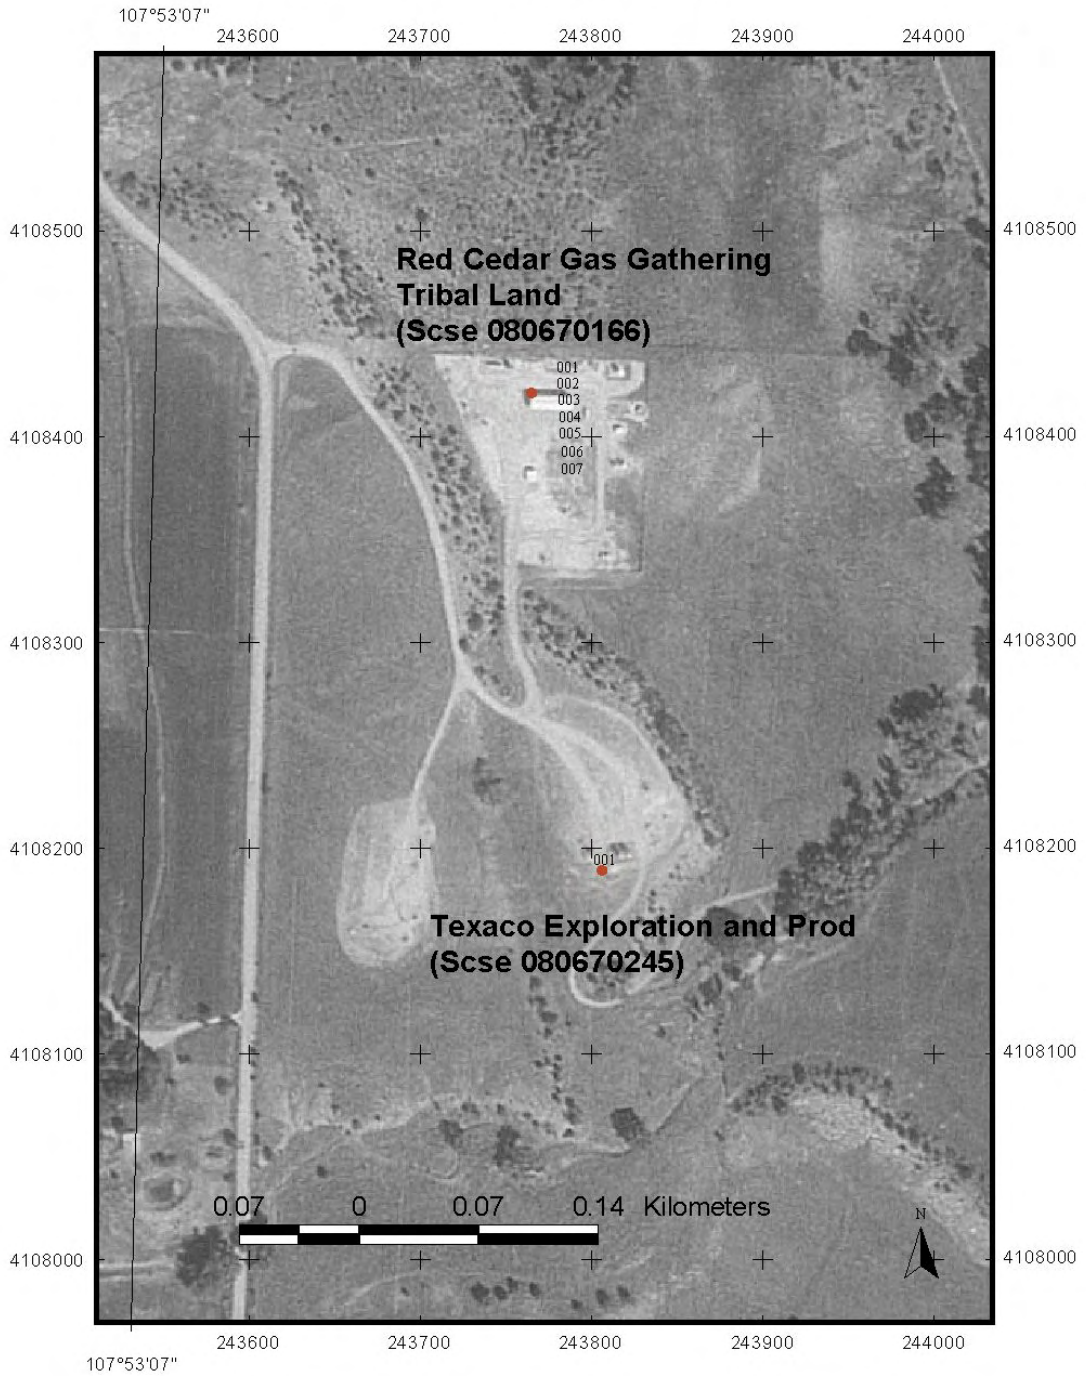 107°53'07"
243600 243700 243800 243900 244000
4108500 4108500
Red Cedar Gas Gathering
Tribal Land
(Scse 080670166)
001
002
003
004
4108400 4108400
005
006
007
4108300 4108300
4108200 4108200
001
Texaco Exploration and Prod
(Scse 080670245)
4108100 4108100
0.07 0 0.07 0.14 Kilometers
N
4108000 4108000
243600 243700 243800 243900 244000
107°53'07"